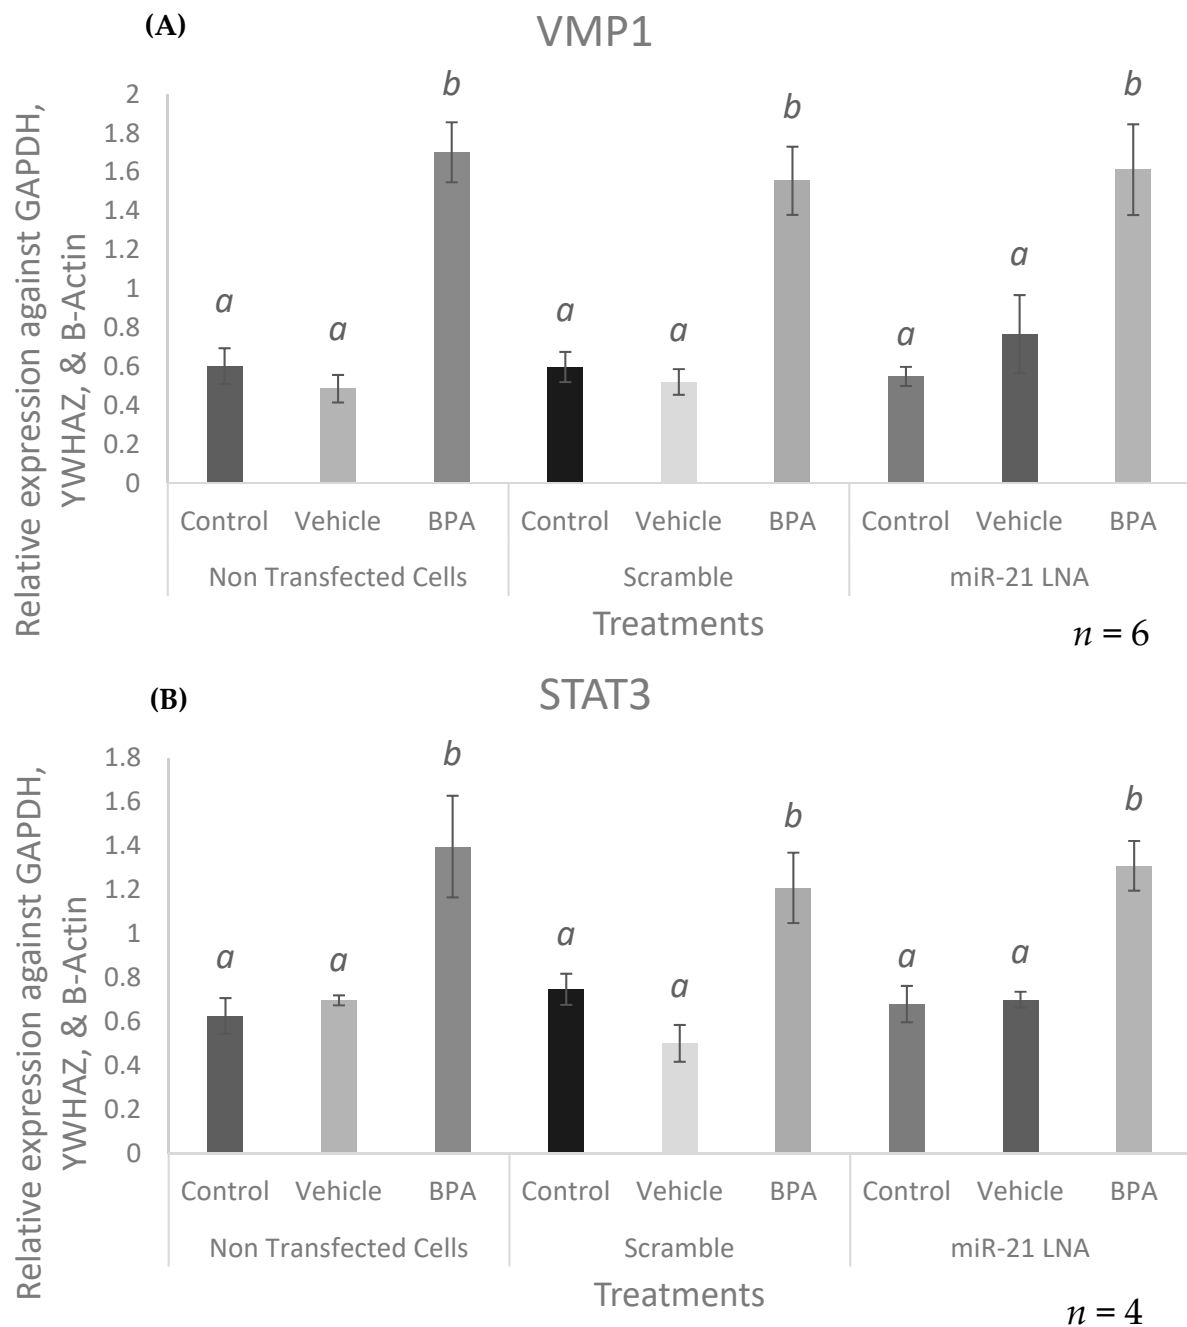 (A)
VMP1
Relative expression against GAPDH,
YWHAZ, & B-Actin
2
1.8
1.6
1.4
1.2
1
0.8
0.6
0.4
0.2
0
a a b a a b a a b
Control Vehicle BPA Control Vehicle BPA Control Vehicle BPA
Non Transfected Cells Scramble miR-21 LNA
Treatments
n = 6
(B)
STAT3
Relative expression against GAPDH,
YWHAZ, & B-Actin
1.8
1.6
1.4
1.2
1
0.8
0.6
0.4
0.2
0
a a b a a b a a b
Control Vehicle BPA Control Vehicle BPA Control Vehicle BPA
Non Transfected Cells Scramble miR-21 LNA
Treatments
n = 4